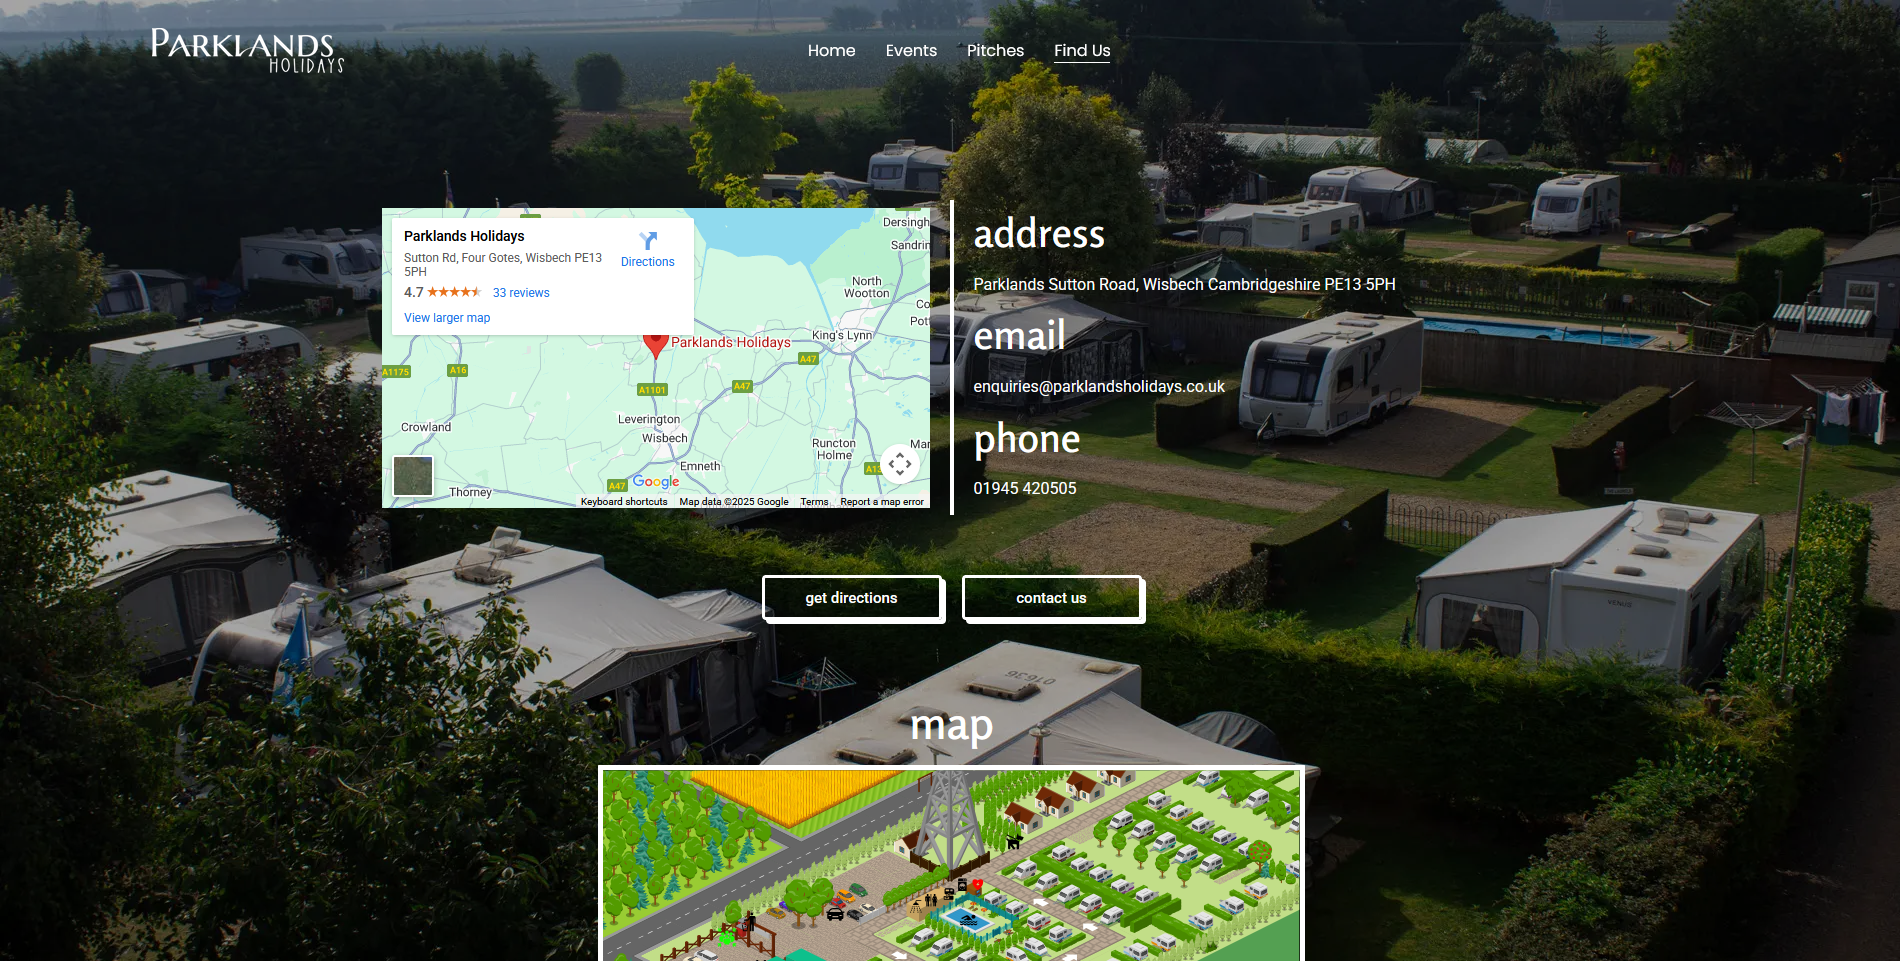 PARKLANDS
HOLIDAYS
Home
Events
Pitches
Find Us
Parklands Holidays
Sutton Rd, Four Gotes, Wisbech PE13
5PH
Directions
4.7
33 reviews
View larger map
Dersingh
Sandrin
North
Wootton
Co
Pott
King's Lynn
Parklands Holidays
A47
A1175
A16
A1101
A47
Leverington
Crowland
Wisbech
Runcton
Holme
Mar
Emneth
A47
Google
Thorney
Keyboard shortcuts
Map data ©2025 Google
Terms
Report a map error
address
Parklands Sutton Road, Wisbech Cambridgeshire PE13 5PH
email
enquiries@parklandsholidays.co.uk
phone
01945 420505
get directions
contact us
VENUE
01636
map